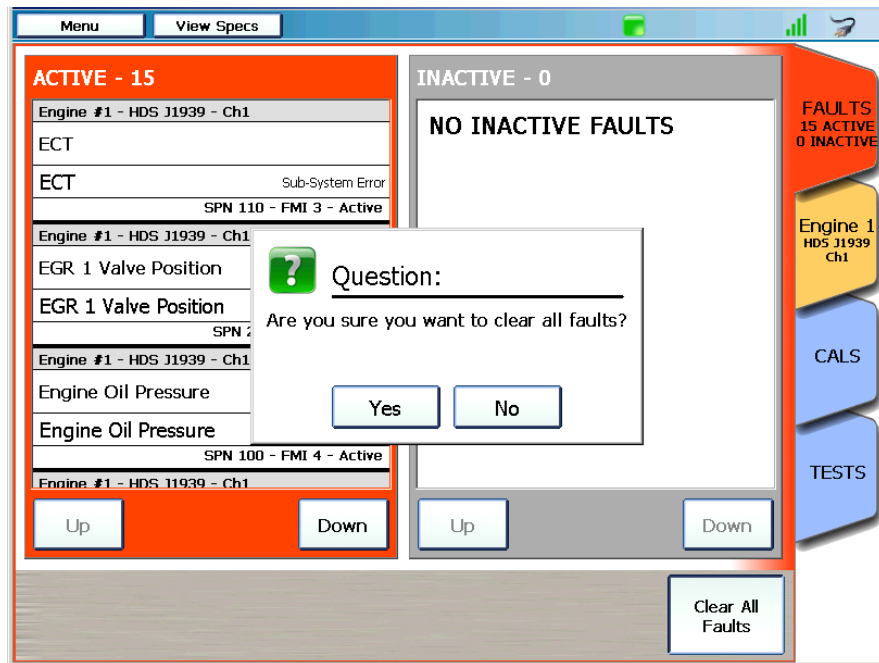 Menu
View Specs
ACTIVE - 15
Engine #1 - HDS J1939 - Ch1
ECT
ECT Sub-System Error
SPN 110 - FMI 3 - Active
Engine #1 - HDS J1939 - Ch1
EGR 1 Valve Position
EGR 1 Valve Position
SPN
Engine #1 - HDS J1939 - Ch1
Engine Oil Pressure
Engine Oil Pressure
SPN 100 - FMI 4 - Active
Engine #1 - HDS J1939 - Ch1
Up
Down
INACTIVE - 0
NO INACTIVE FAULTS
Up
Down
?
Question:
Are you sure you want to clear all faults?
Yes
No
FAULTS
15 ACTIVE
0 INACTIVE
Engine 1
HDS J1939
Ch1
CALS
TESTS
Clear All
Faults